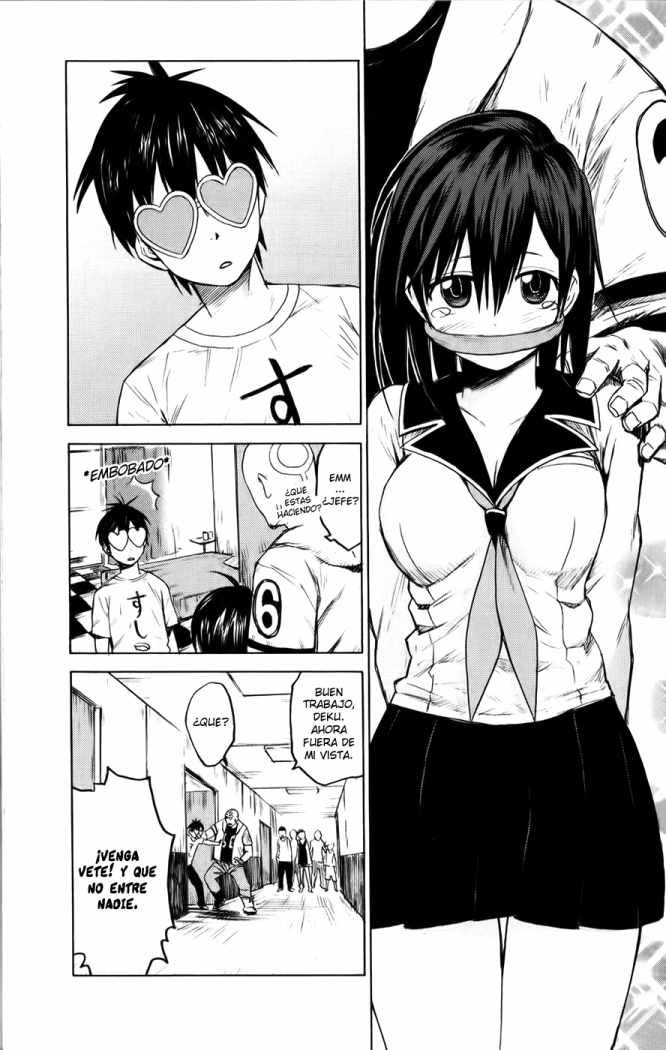 す
EMM
...
¿JEFE?
¿QUE
ESTAS
HACIENDO?
*EMBOBADO*
すし
6
BUEN
TRABAJO,
DEKU.
AHORA
FUERA DE
MI VISTA.
¿QUE?
¡VENGA
VETE! Y QUE
NO ENTRE
NADIE.